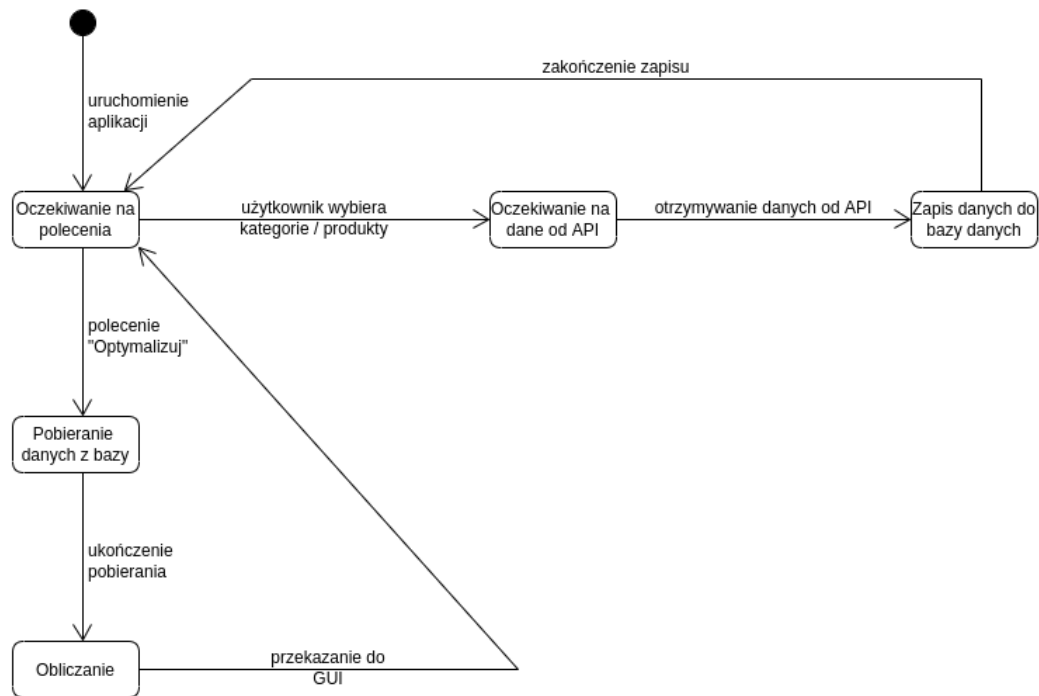 zakończenie zapisu
uruchomienie
aplikacji
Oczekiwanie na
polecenia
użytkownik wybiera
kategorie / produkty
Oczekiwanie na
dane od API
otrzymywanie danych od API
Zapis danych do
bazy danych
polecenie
"Optymalizuj"
Pobieranie
danych z bazy
ukończenie
pobierania
Obliczanie
przekazanie do
GUI